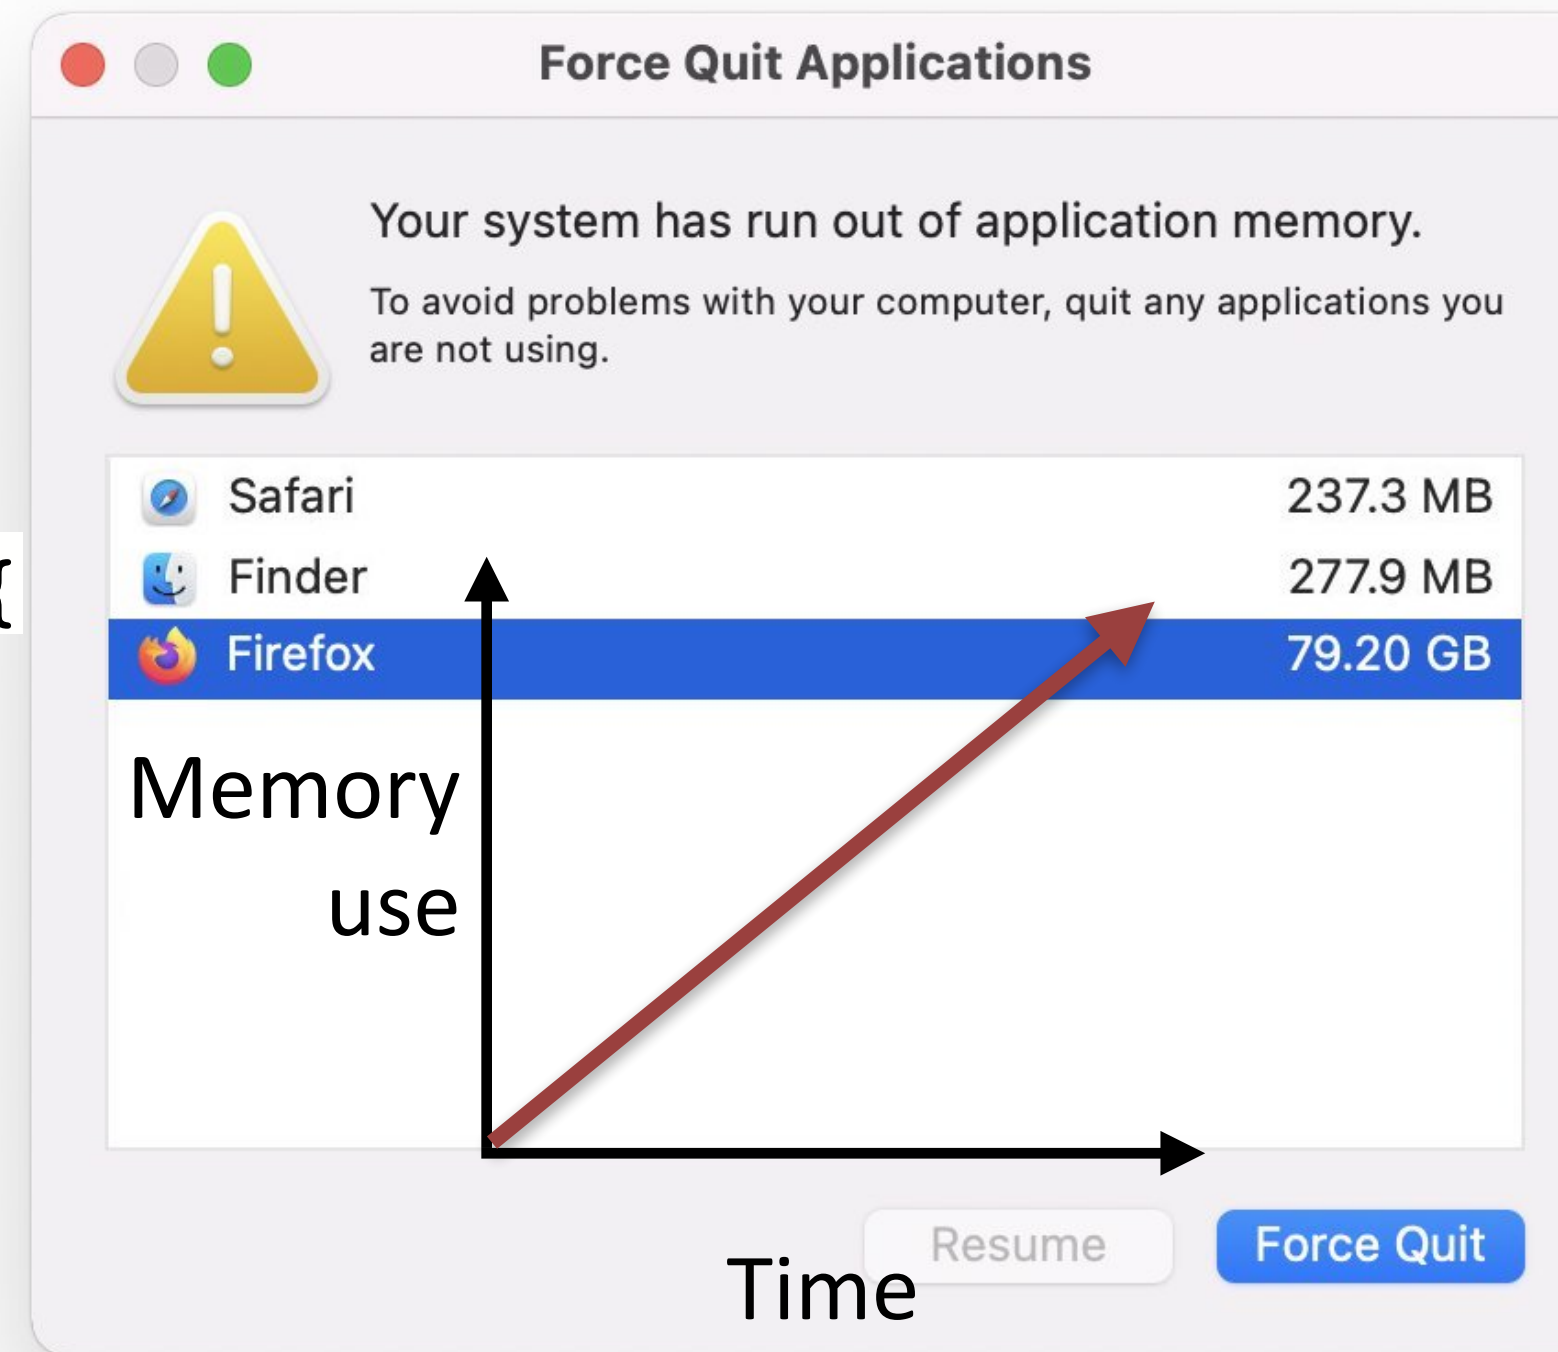 Force Quit Applications
Your system has run out of application memory.
To avoid problems with your computer, quit any applications you
are not using.
Safari 237.3 MB
{
Finder 277.9 MB
Firefox 79.20 GB
Memory
use
Resume
Force Quit
Time